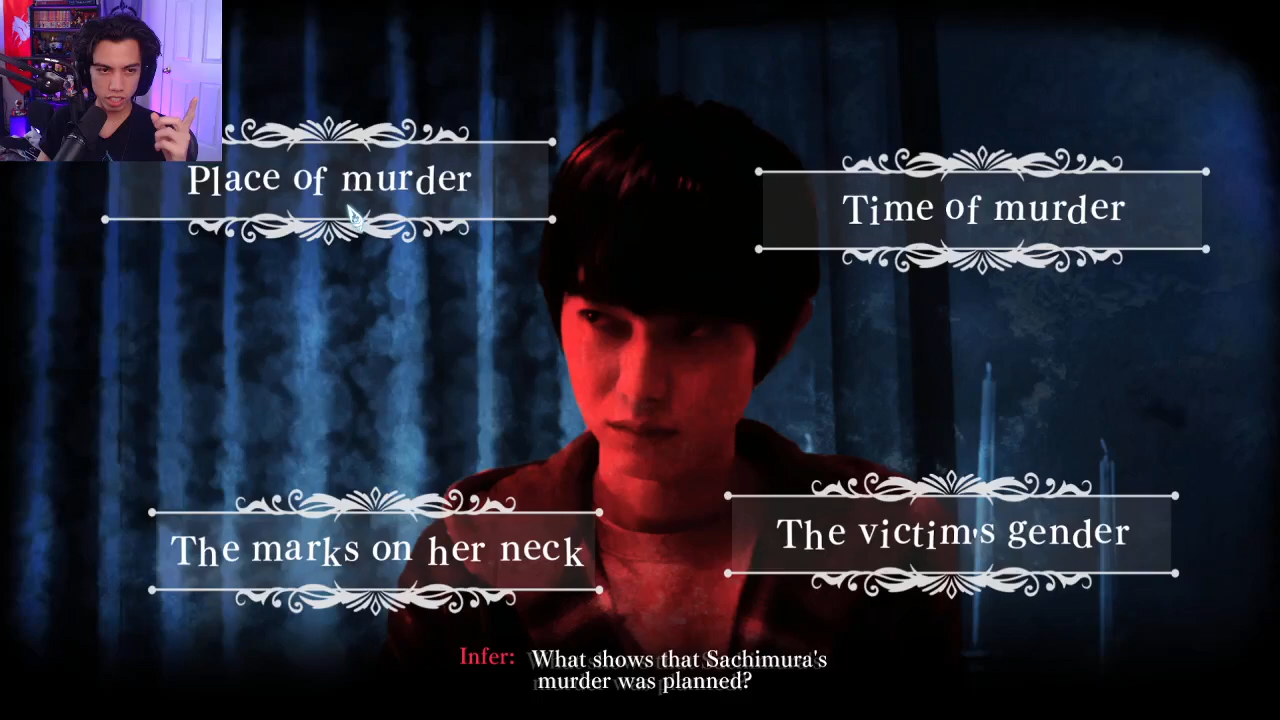 Place of murder
Time of murder
The marks on her neck
The victim's gender
Infer: What shows that Sachimura's
murder was planned?